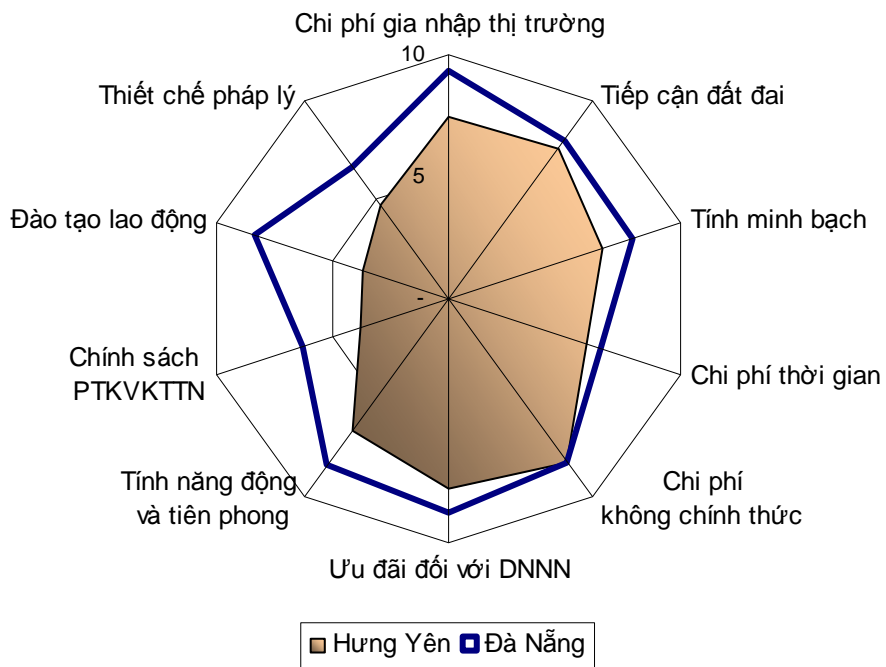 Chi phí gia nhập thị trường
10
Thiết chế pháp lý
Tiếp cận đất đai
5
Đào tạo lao động
Tính minh bạch
-
Chính sách
PTKVKTTN
Chi phí thời gian
Tính năng động
và tiên phong
Chi phí
không chính thức
Ưu đãi đối với DNNN
Hưng Yên
Đà Nẵng